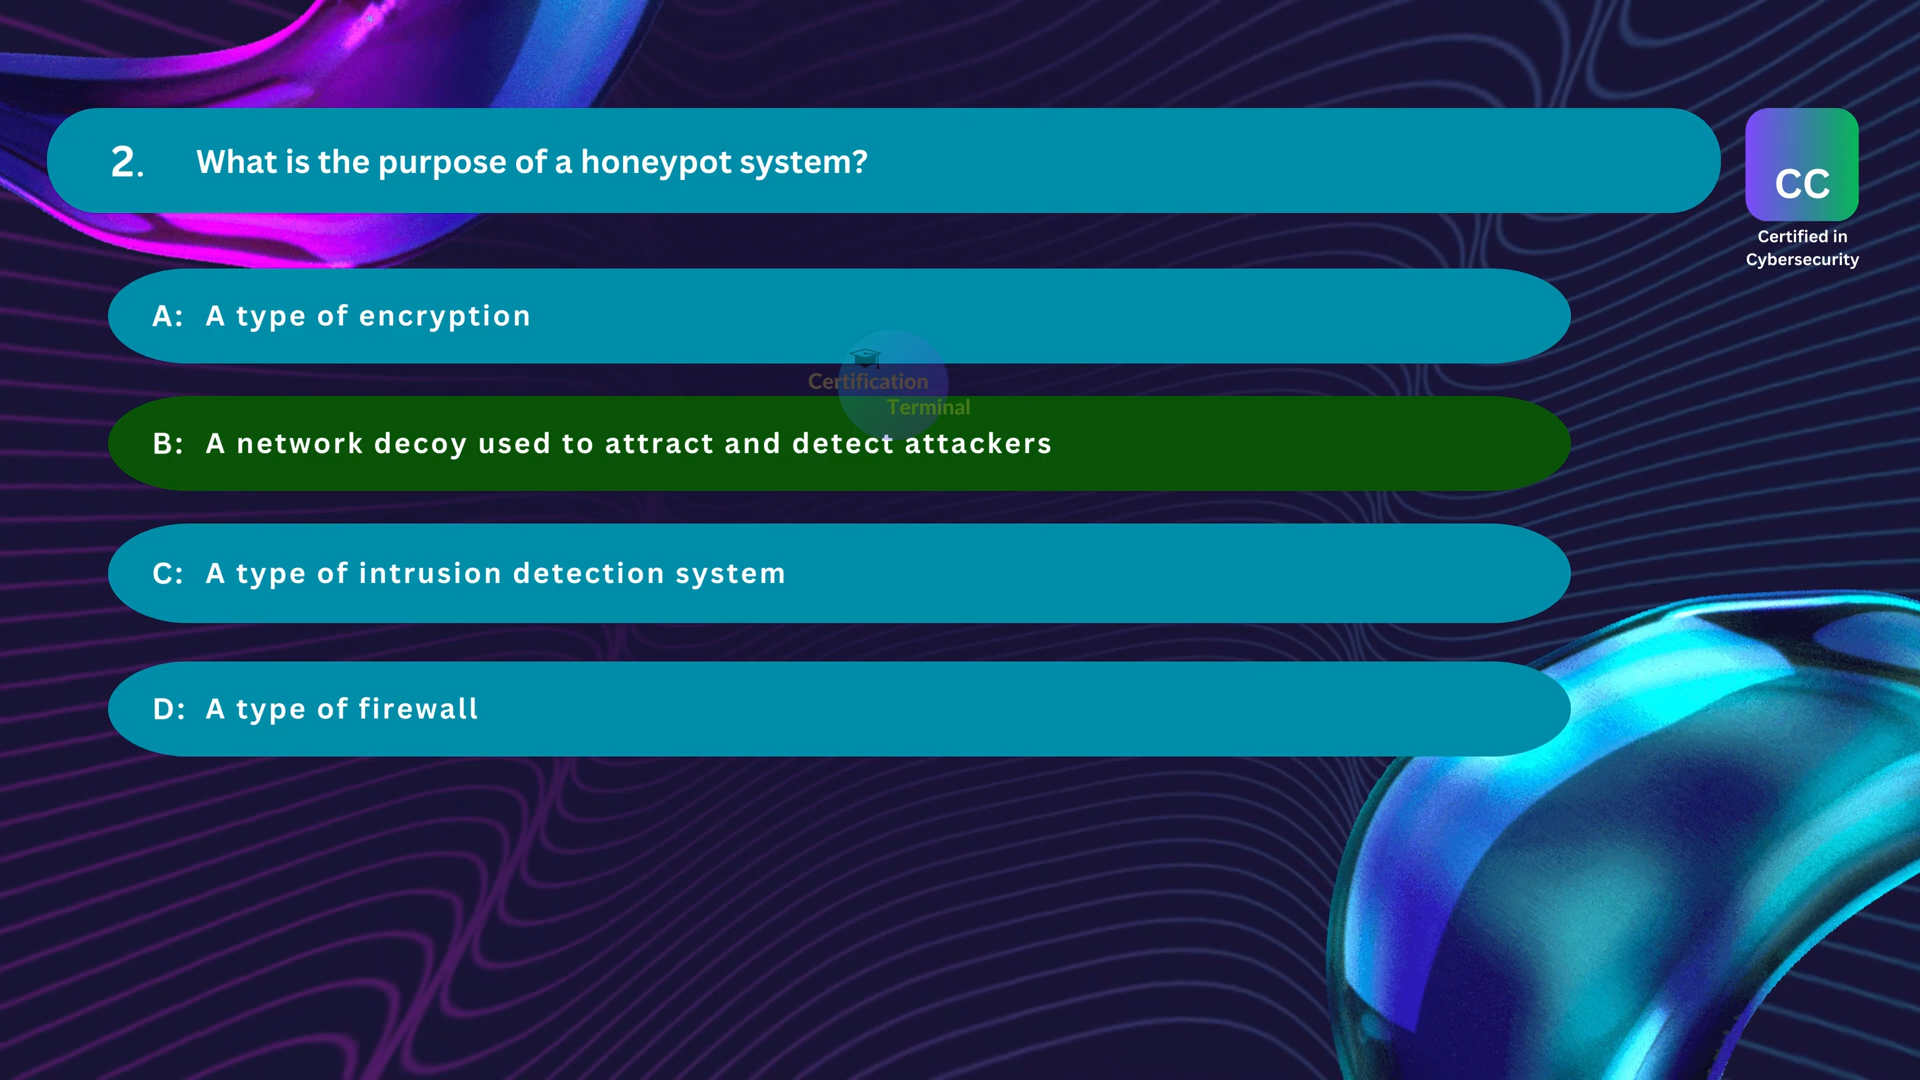 2. What is the purpose of a honeypot system?
CC
Certified in
Cybersecurity
A: A type of encryption
Certification
Terminal
B: A network decoy used to attract and detect attackers
C: A type of intrusion detection system
D: A type of firewall